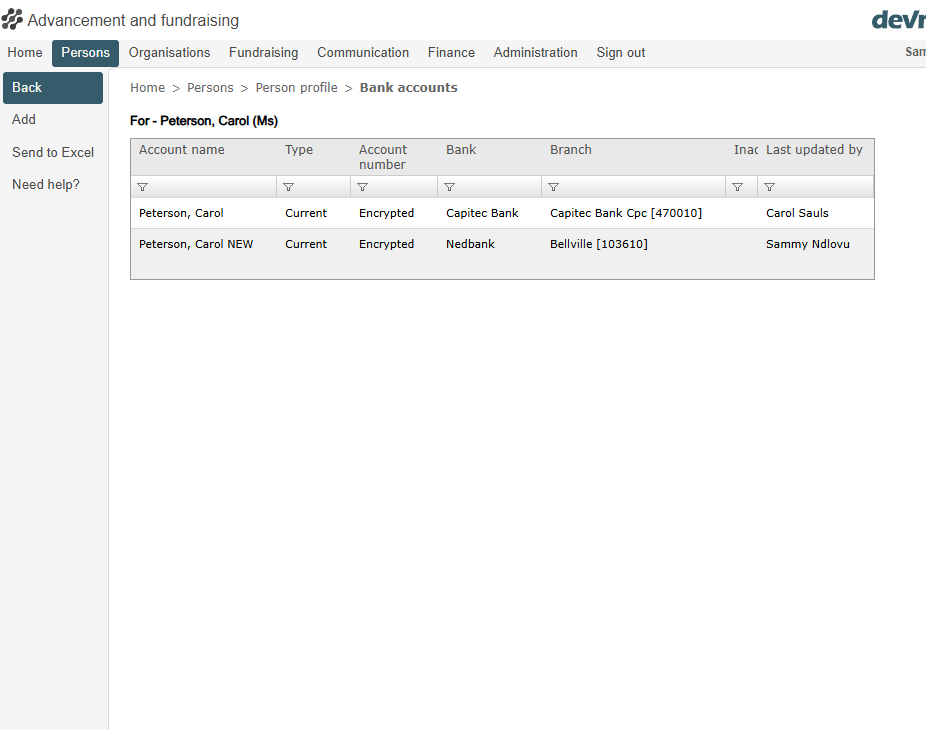 Advancement and fundraising
Home Persons Organisations Fundraising Communication Finance Administration Sign out
Back
Add
Send to Excel
Need help?
Home > Persons > Person profile > Bank accounts
For - Peterson, Carol (Ms)
Account name Type Account number Bank Branch Inac Last updated by
Peterson, Carol Current Encrypted Capitec Bank Capitec Bank Cpc [470010] Carol Sauls
Peterson, Carol NEW Current Encrypted Nedbank Bellville [103610] Sammy Ndlovu